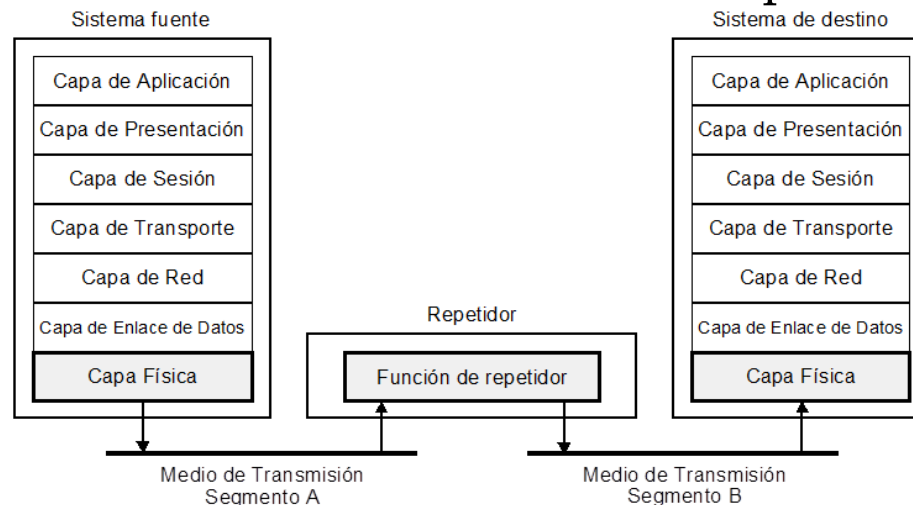 Sistema fuente
Capa de Aplicación
Capa de Presentación
Capa de Sesión
Capa de Transporte
Capa de Red
Capa de Enlace de Datos
Capa Física
Repetidor
Función de repetidor
Sistema de destino
Capa de Aplicación
Capa de Presentación
Capa de Sesión
Capa de Transporte
Capa de Red
Capa de Enlace de Datos
Capa Física
Medio de Transmisión
Segmento A
Medio de Transmisión
Segmento B